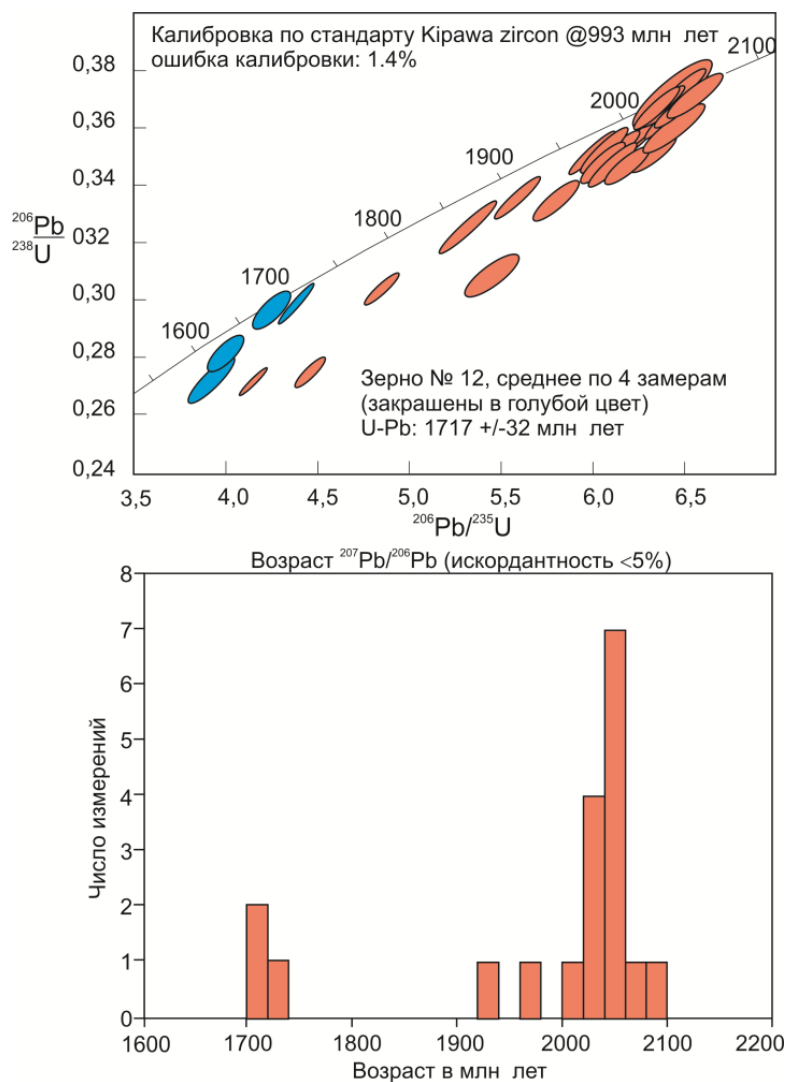 Калибровка по стандарту Kipawa zircon @993 млн лет
ошибка калибровки: 1.4%
0,38
0,36
0,34
032
0,30
0,28
0,26
0,24
206Pb
238U
2100
2000
1900
1800
1700
1600
Зерно № 12, среднее по 4 замерам
(закрашены в голубой цвет)
U-Pb: 1717 +/-32 млн лет
3,5 4,0 4,5 5,0 5,5 6,0 6,5
206Pb/235U
Возраст 207Pb/206Pb (искордантность <5%)
8
7
6
5
4
3
2
1
0
Число измерений
1600 1700 1800 1900 2000 2100 2200
Возраст в млн лет